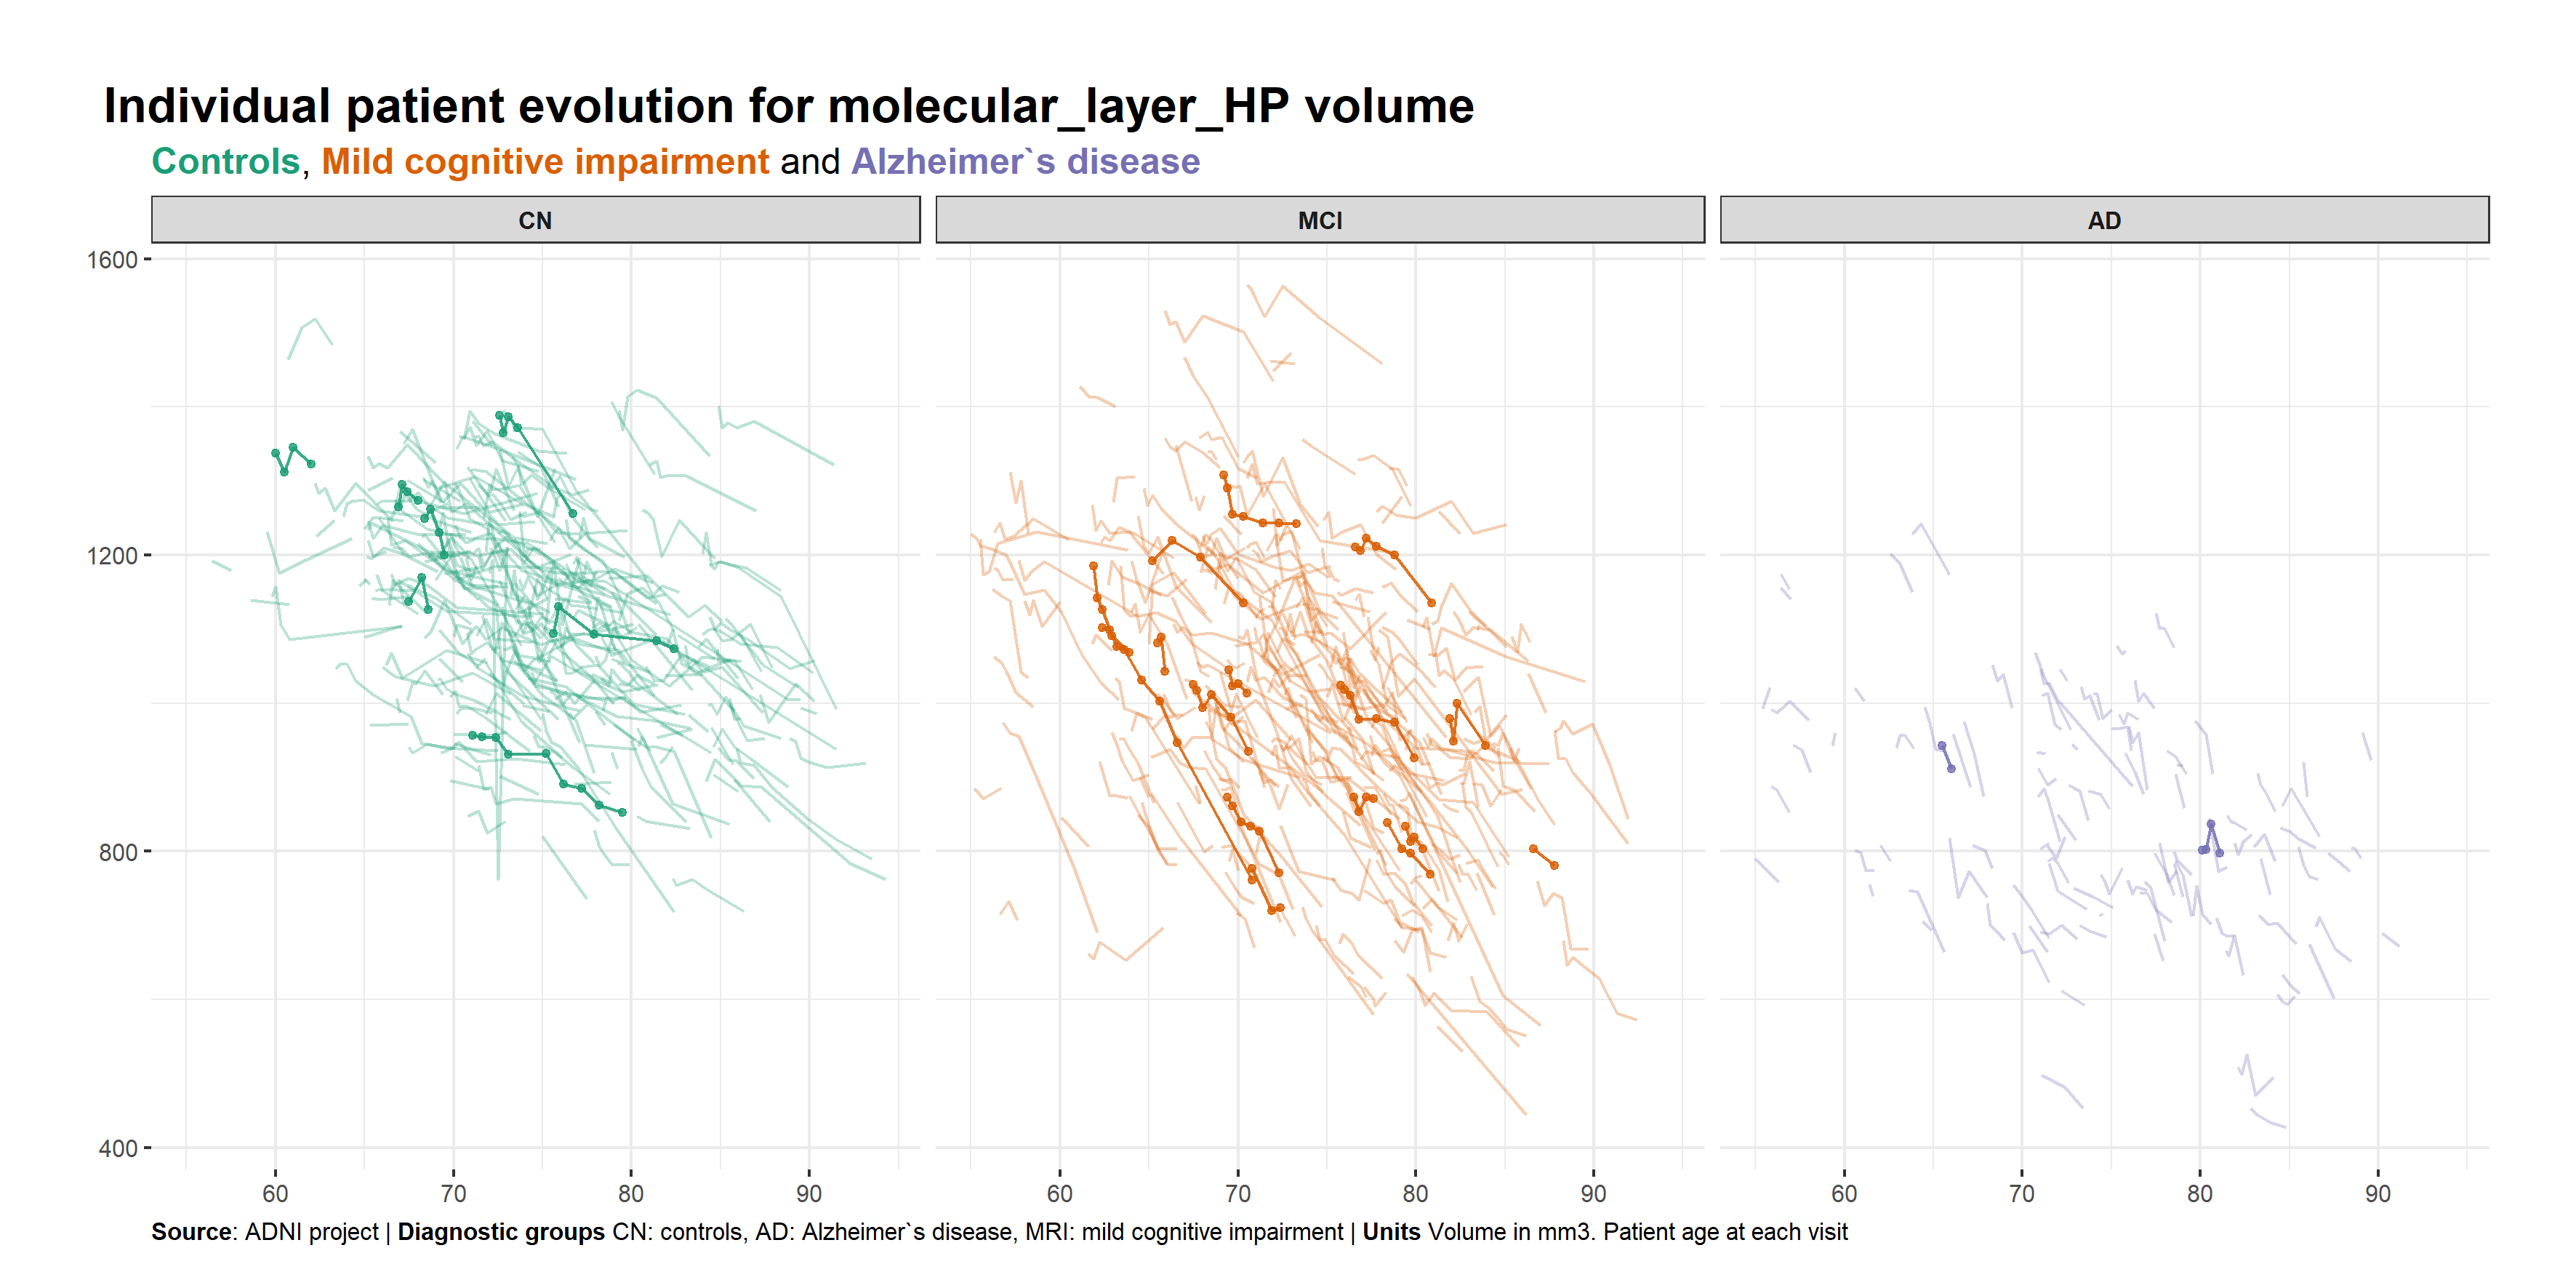 Individual patient evolution for molecular_layer_HP volume
Controls, Mild cognitive impairment and Alzheimer`s disease
CN MCI AD
1600
1200
800
400
60 70 80 90 60 70 80 90 60 70 80 90
Source: ADNI project | Diagnostic groups CN: controls, AD: Alzheimer`s disease, MRI: mild cognitive impairment | Units Volume in mm3. Patient age at each visit